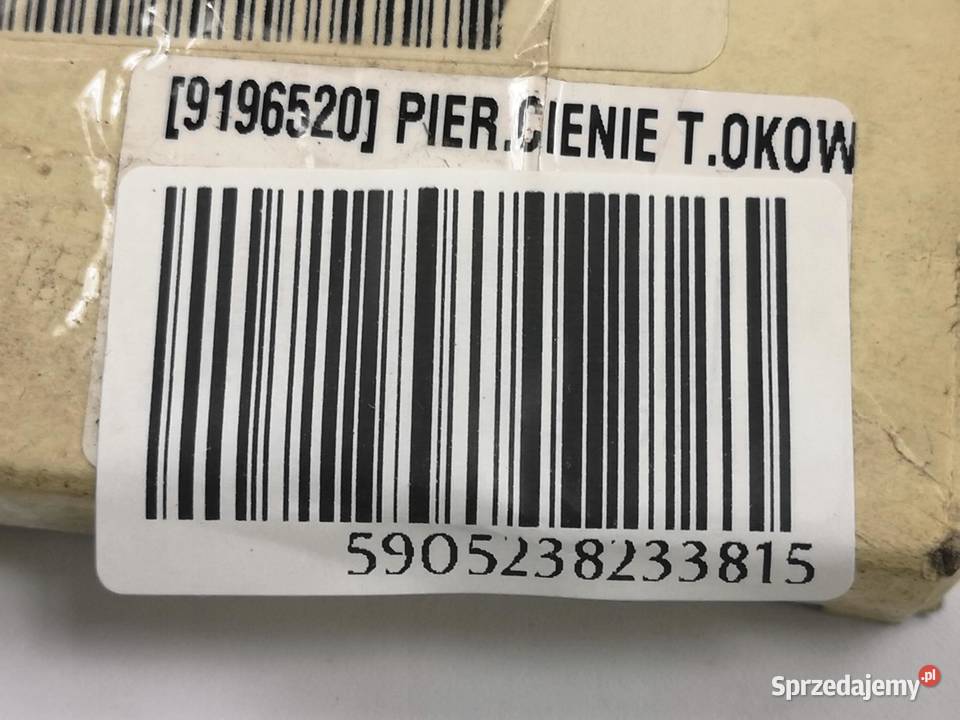 [9196520] PIER.CIENIE T.OKOW
5905238233815
Sprzedajemy.pl